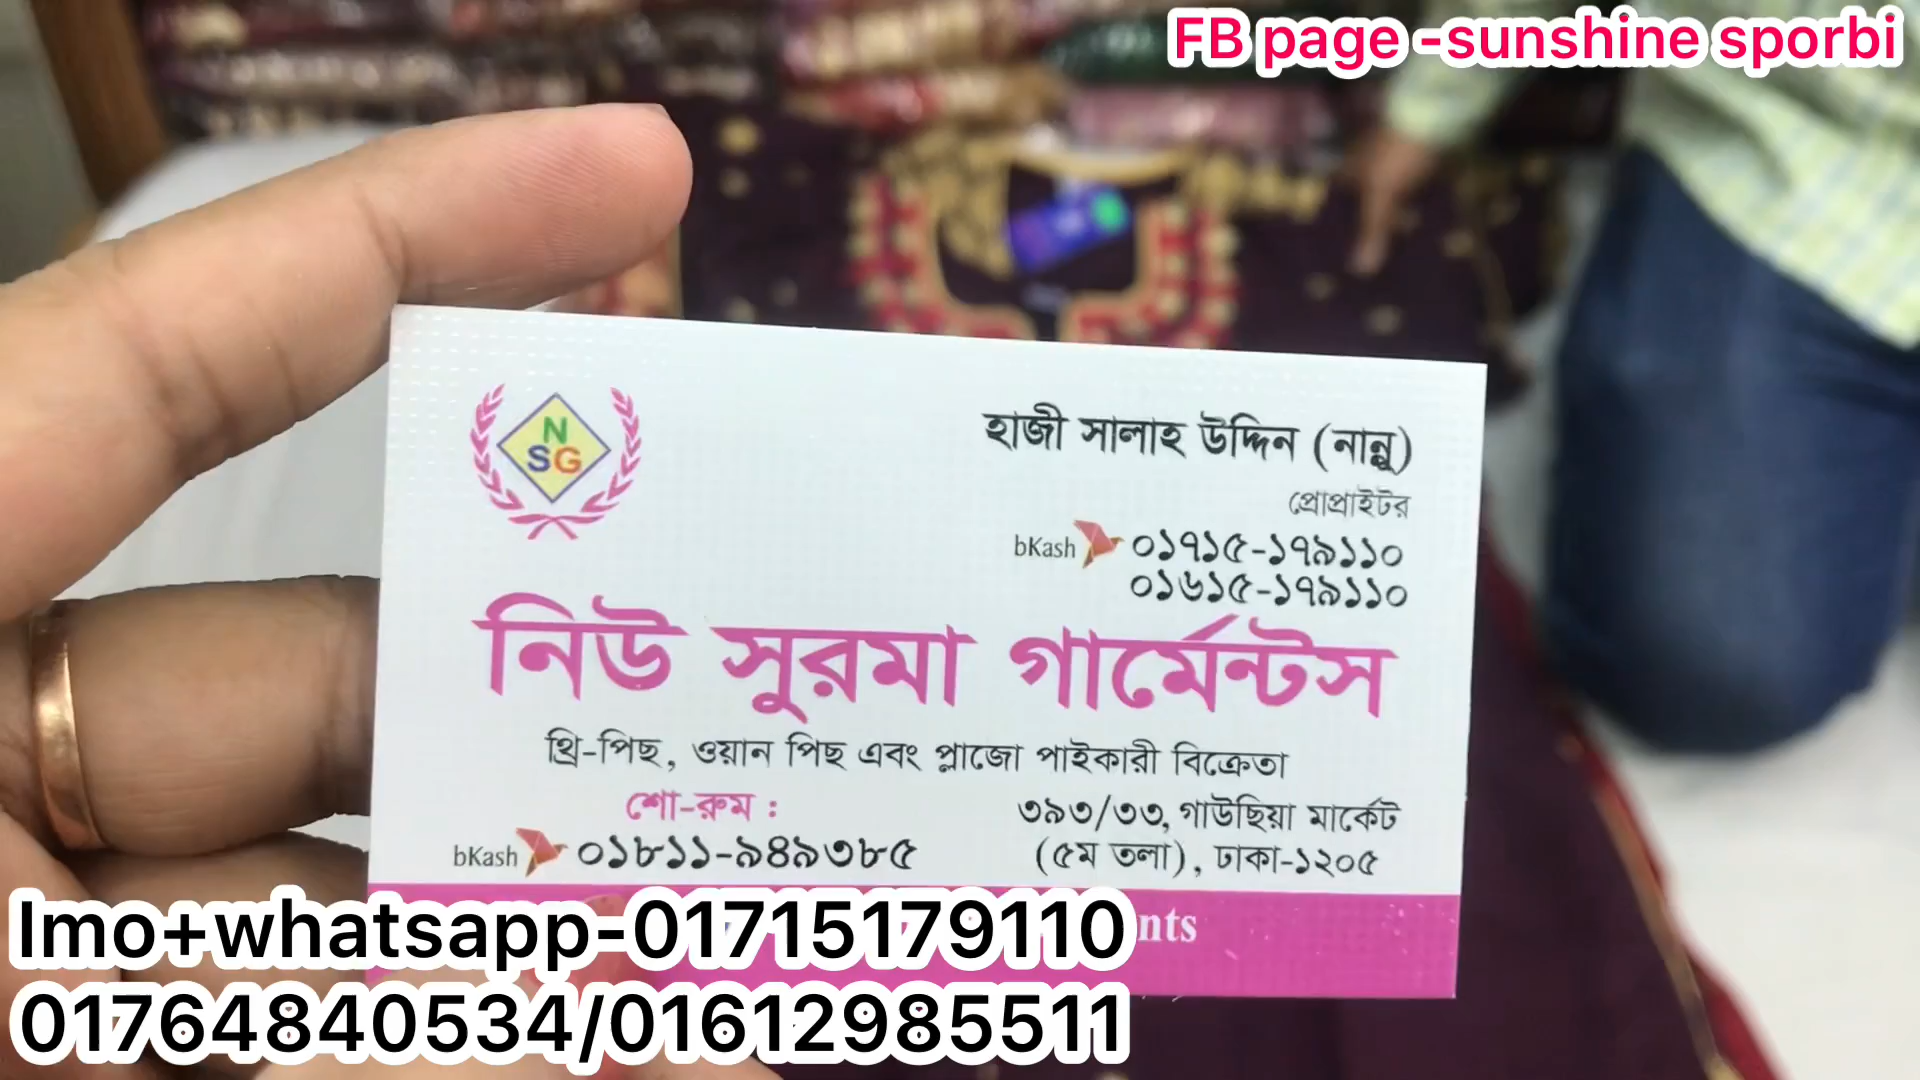 FB page -sunshine sporbi
N
SG
হাজী সালাহ উদ্দিন (নান্নু)
প্রোপ্রাইটর
bKash ০১৭১৫-১৭৯১১০
০১৬১৫-১৭৯১১০
নিউ সুরমা গার্মেন্টস
থ্রি-পিছ, ওয়ান পিছ এবং প্লাজো পাইকারী বিক্রেতা
শো-রুম :
bKash ০১৮১১-৯৪৯৩৮৫
৩৯৩/৩৩, গাউছিয়া মার্কেট
(৫ম তলা), ঢাকা-১২০৫
Imo+whatsapp-01715179110
01764840534/01612985511